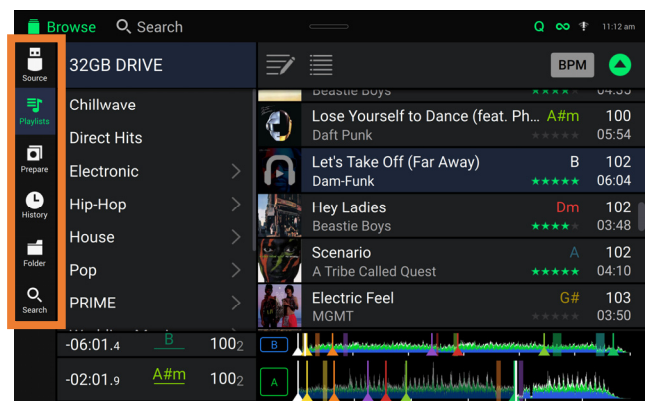 Browse Search Q 11:12 am
Source
Playlists
Prepare
History
Folder
Search
32GB DRIVE
Chillwave
Direct Hits
Electronic
Hip-Hop
House
Pop
PRIME
BPM
Beastie Boys 04:55
Lose Yourself to Dance (feat. Ph... A#m 100
Daft Punk 05:54
Let's Take Off (Far Away) B 102
Dam-Funk 06:04
Hey Ladies Dm 102
Beastie Boys 03:48
Scenario A 102
A Tribe Called Quest 04:10
Electric Feel G# 103
MGMT 03:50
-06:01.4 B 1002 B
-02:01.9 A#m 1002 A